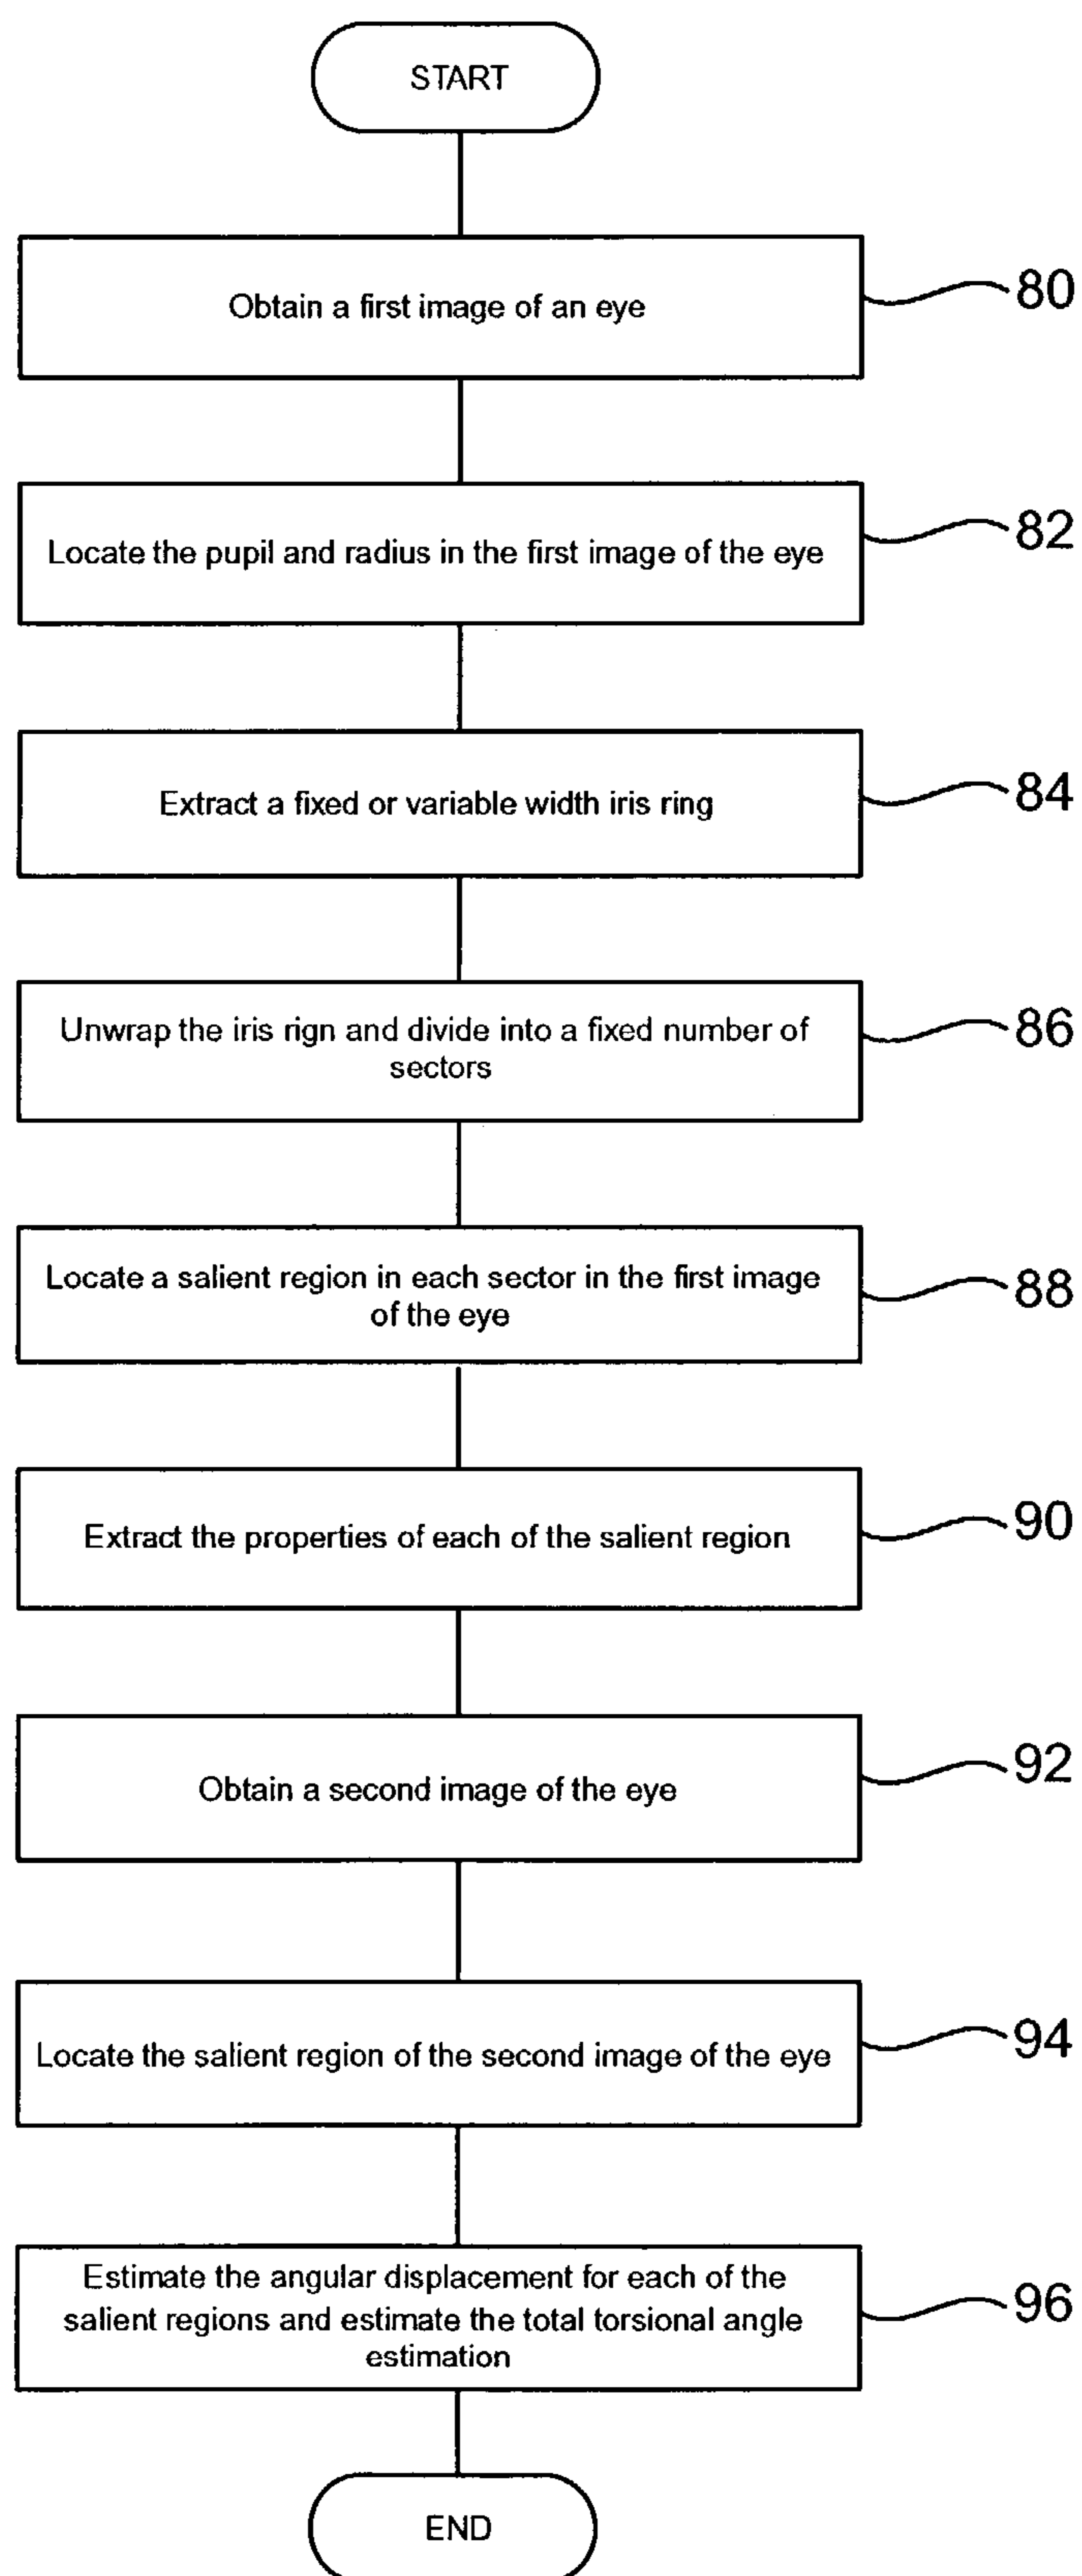 START
Obtain a first image of an eye
80
Locate the pupil and radius in the first image of the eye
82
Extract a fixed or variable width iris ring
84
Unwrap the iris rign and divide into a fixed number of
sectors
86
Locate a salient region in each sector in the first image
of the eye
88
Extract the properties of each of the salient region
90
Obtain a second image of the eye
92
Locate the salient region of the second image of the eye
94
Estimate the angular displacement for each of the
salient regions and estimate the total torsional angle
estimation
96
END